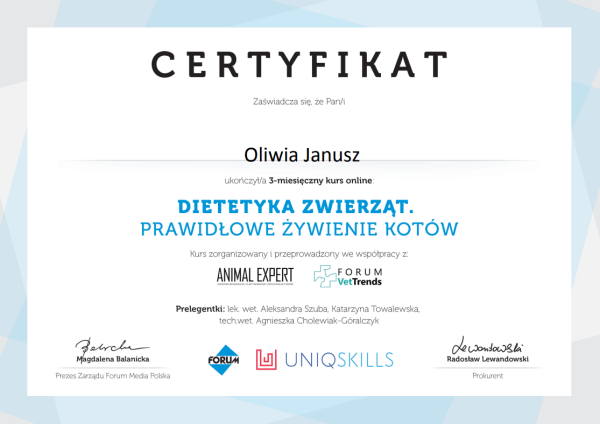 CERTYFIKAT
Zaświadcza się, że Pan/i
Oliwia Janusz
ukończył/a 3-miesięczny kurs online:
DIETETYKA ZWIERZĄT.
PRAWIDŁOWE ŻYWIENIE KOTÓW
Kurs zorganizowany i przeprowadzony we współpracy z:
ANIMAL EXPERT
FORUM
VetTrends
Prelegentki: lek. wet. Aleksandra Szuba, Katarzyna Towalewska,
tech.wet. Agnieszka Cholewiak-Góralczyk
Magdalena Balanicka
Prezes Zarządu Forum Media Polska
FORUM
UNIQSKILLS
Lewandowski
Radosław Lewandowski
Prokurent